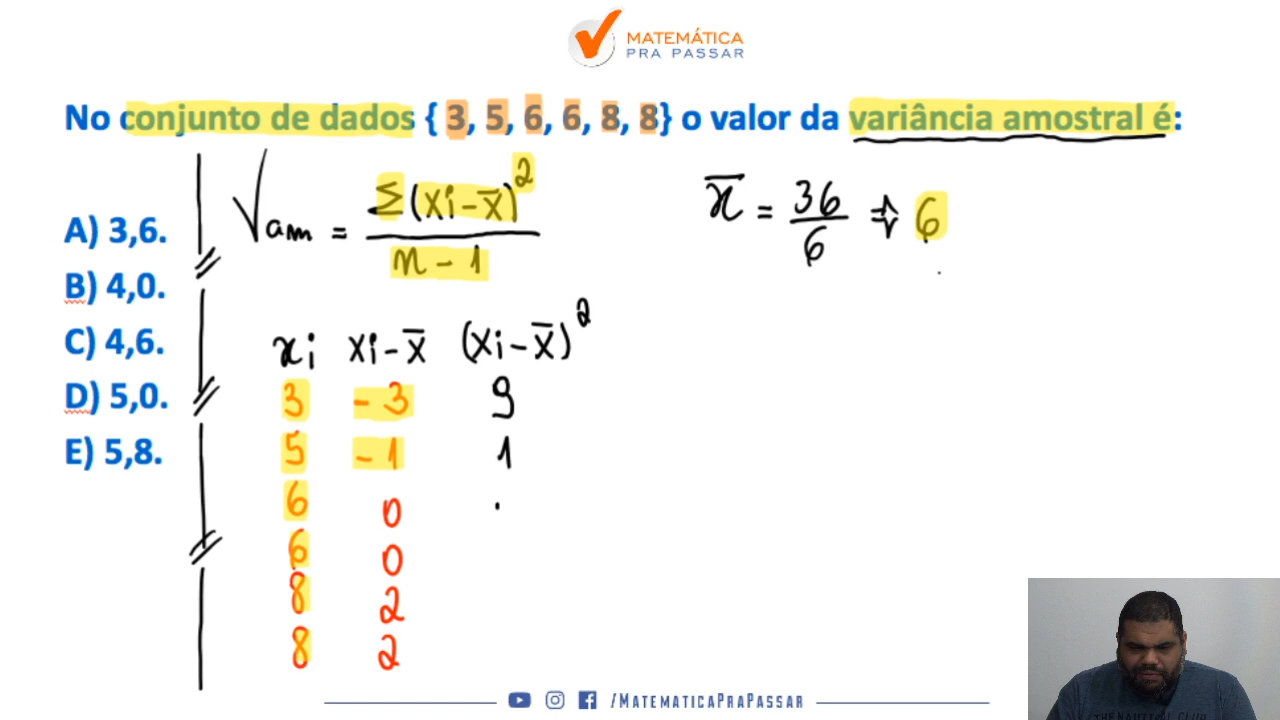 MATEMÁTICA
PRA PASSAR
No conjunto de dados { 3, 5, 6, 6, 8, 8} o valor da variância amostral é:
A) 3,6.
B) 4,0.
C) 4,6.
D) 5,0.
E) 5,8.
Vam = Σ(Xi-x̄)² / n-1
x̄ = 36/6 ⇒ 6
xi Xi-x̄ (Xi-x̄)²
3 -3 9
5 -1 1
6 0
6 0
8 2
8 2
/MATEMATICAPRAPASSAR